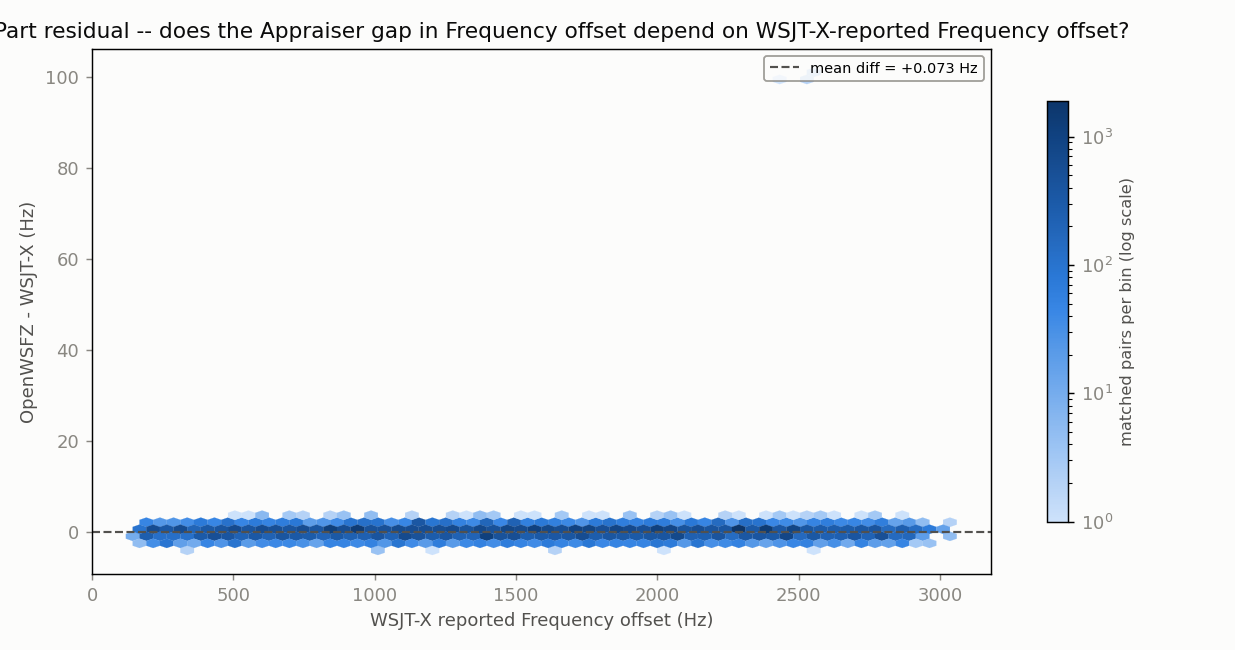 Part residual -- does the Appraiser gap in Frequency offset depend on WSJT-X-reported Frequency offset?
mean diff = +0.073 Hz
100
80
60
40
20
0
OpenWSFZ - WSJT-X (Hz)
0 500 1000 1500 2000 2500 3000
WSJT-X reported Frequency offset (Hz)
10³
10²
10¹
10⁰
matched pairs per bin (log scale)